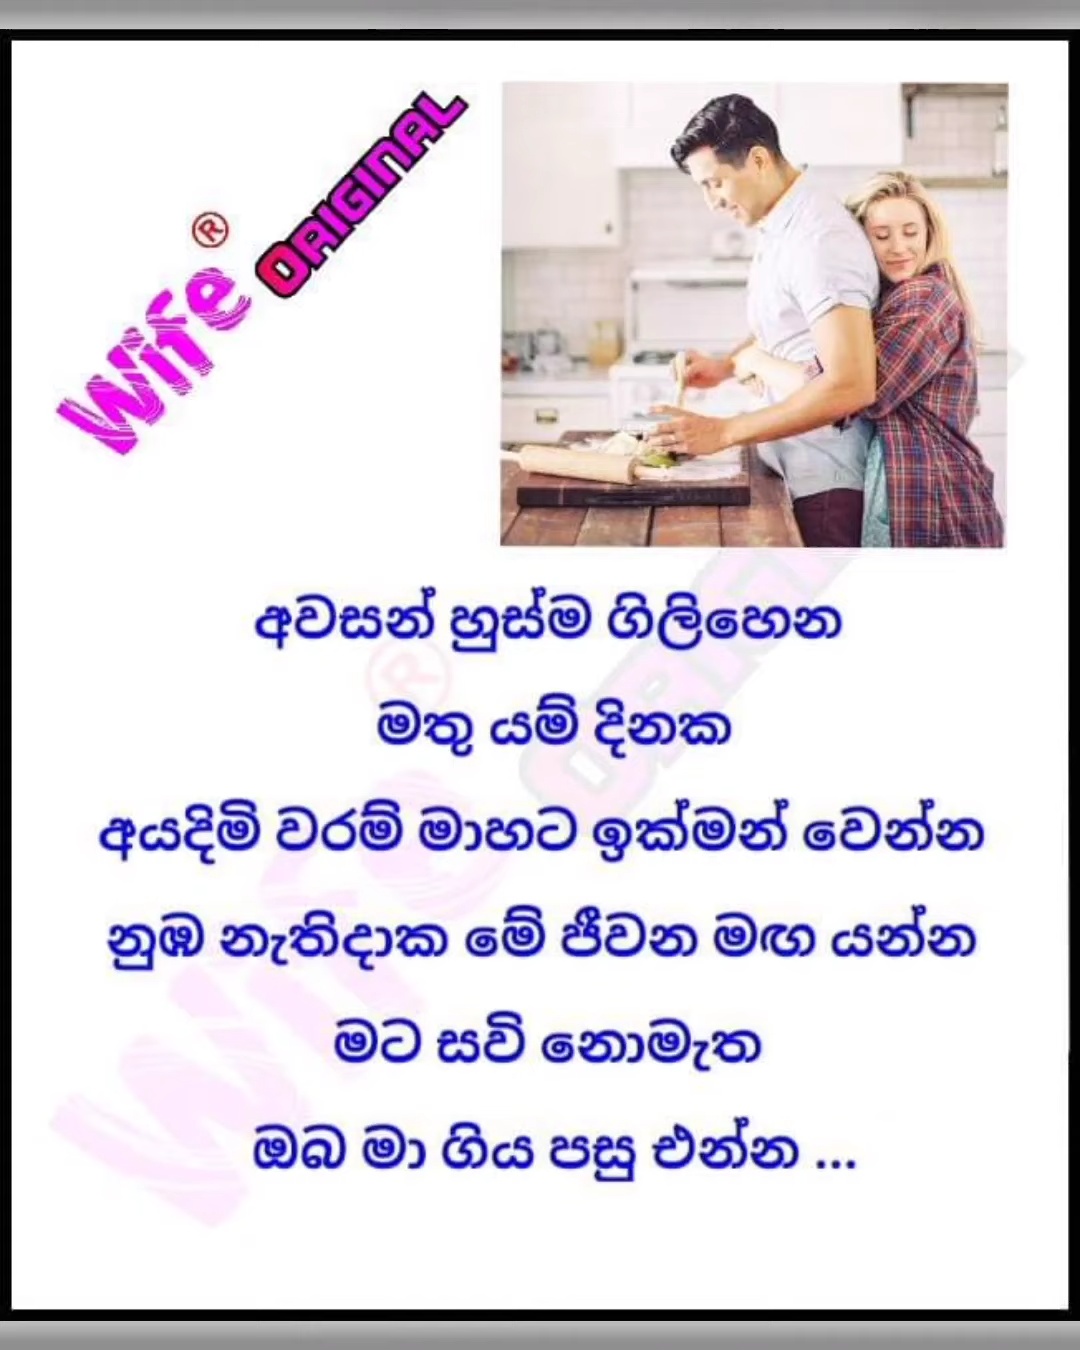 Wife ® ORIGINAL
අවසන් හුස්ම ගිලිහෙන
මතු යම් දිනක
අයදිමි වරම් මාහට ඉක්මන් වෙන්න
නුඹ නැතිදාක මේ ජීවන මඟ යන්න
මට සවි නොමැත
ඔබ මා ගිය පසු එන්න ...